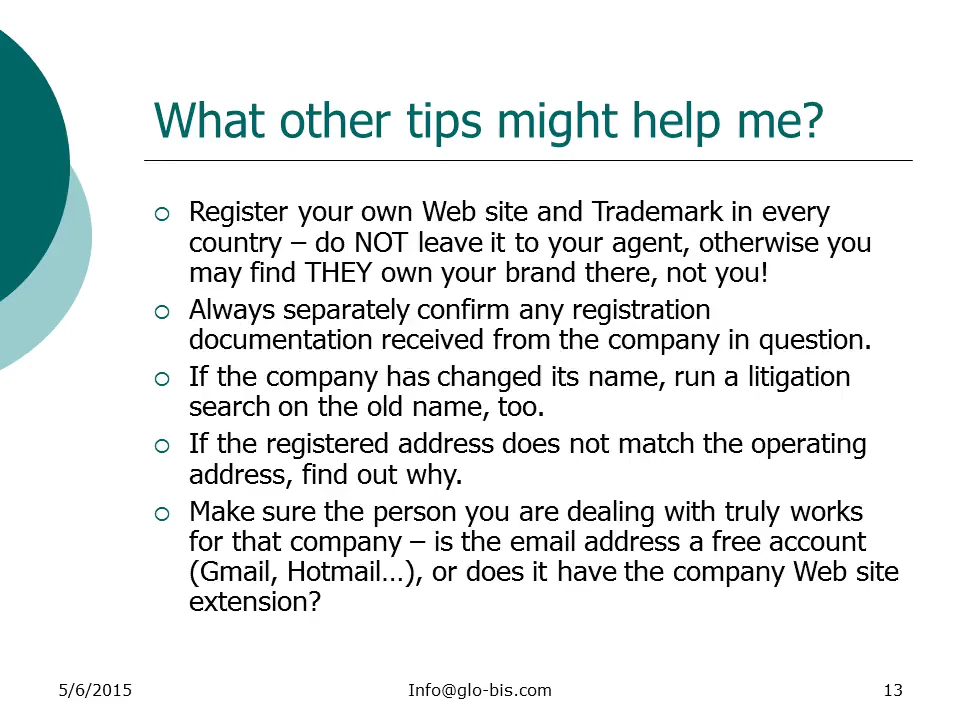 What other tips might help me?
Register your own Web site and Trademark in every
country – do NOT leave it to your agent, otherwise you
may find THEY own your brand there, not you!
Always separately confirm any registration
documentation received from the company in question.
If the company has changed its name, run a litigation
search on the old name, too.
If the registered address does not match the operating
address, find out why.
Make sure the person you are dealing with truly works
for that company – is the email address a free account
(Gmail, Hotmail…), or does it have the company Web site
extension?
5/6/2015
Info@glo-bis.com
13